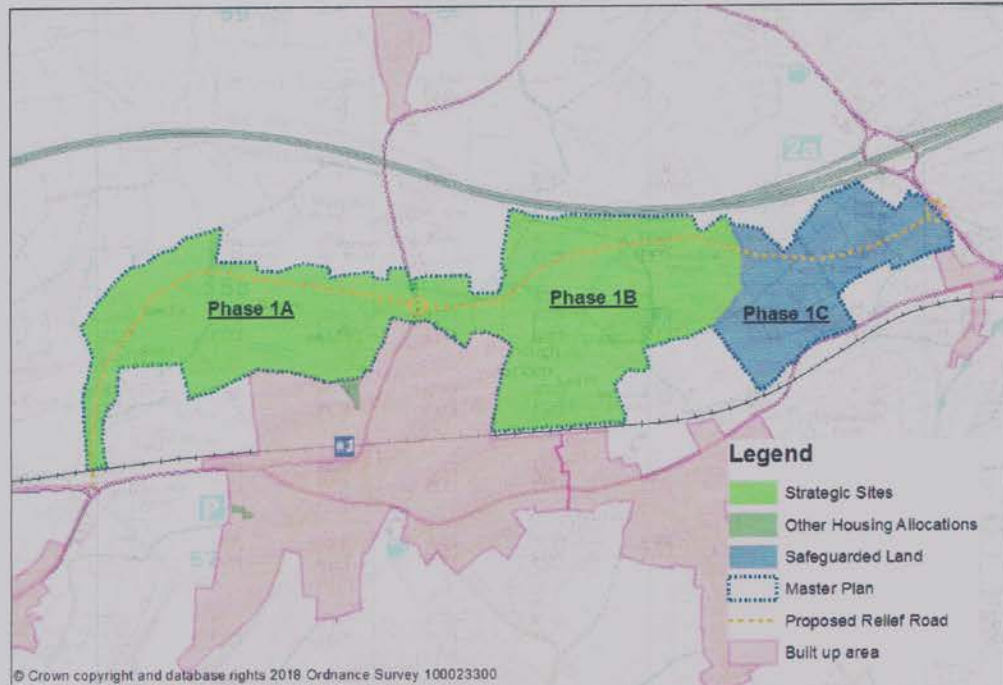 2a
Phase 1A
Phase 1B
Phase 1C
P
Legend
Strategic Sites
Other Housing Allocations
Safeguarded Land
Master Plan
Proposed Relief Road
Built up area
© Crown copyright and database rights 2018 Ordnance Survey 100023300